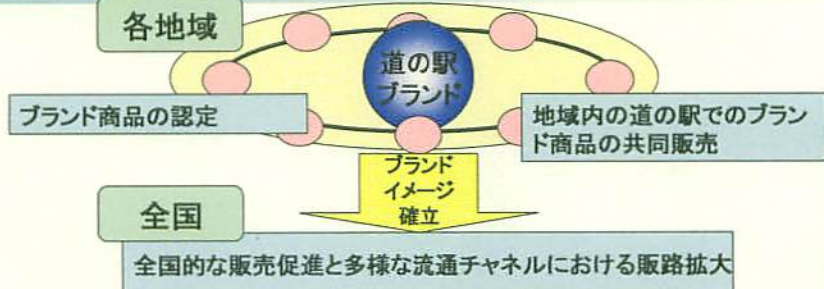 各地域
道の駅
ブランド
ブランド商品の認定
地域内の道の駅でのブラン
ド商品の共同販売
ブランド
イメージ
確立
全国
全国的な販売促進と多様な流通チャネルにおける販路拡大